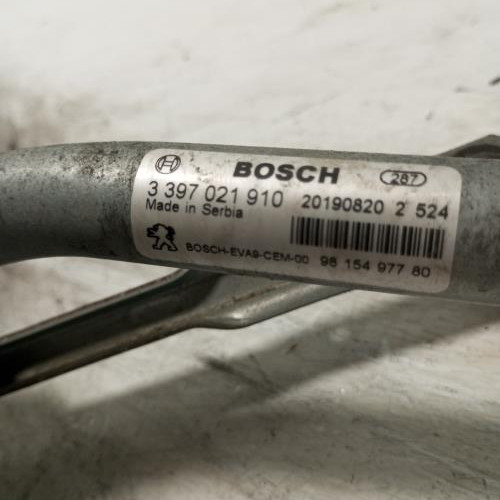 BOSCH 287
3 397 021 910 20190820 2 524
Made in Serbia
BOSCH-EVA9-CEM-00 98 154 977 80